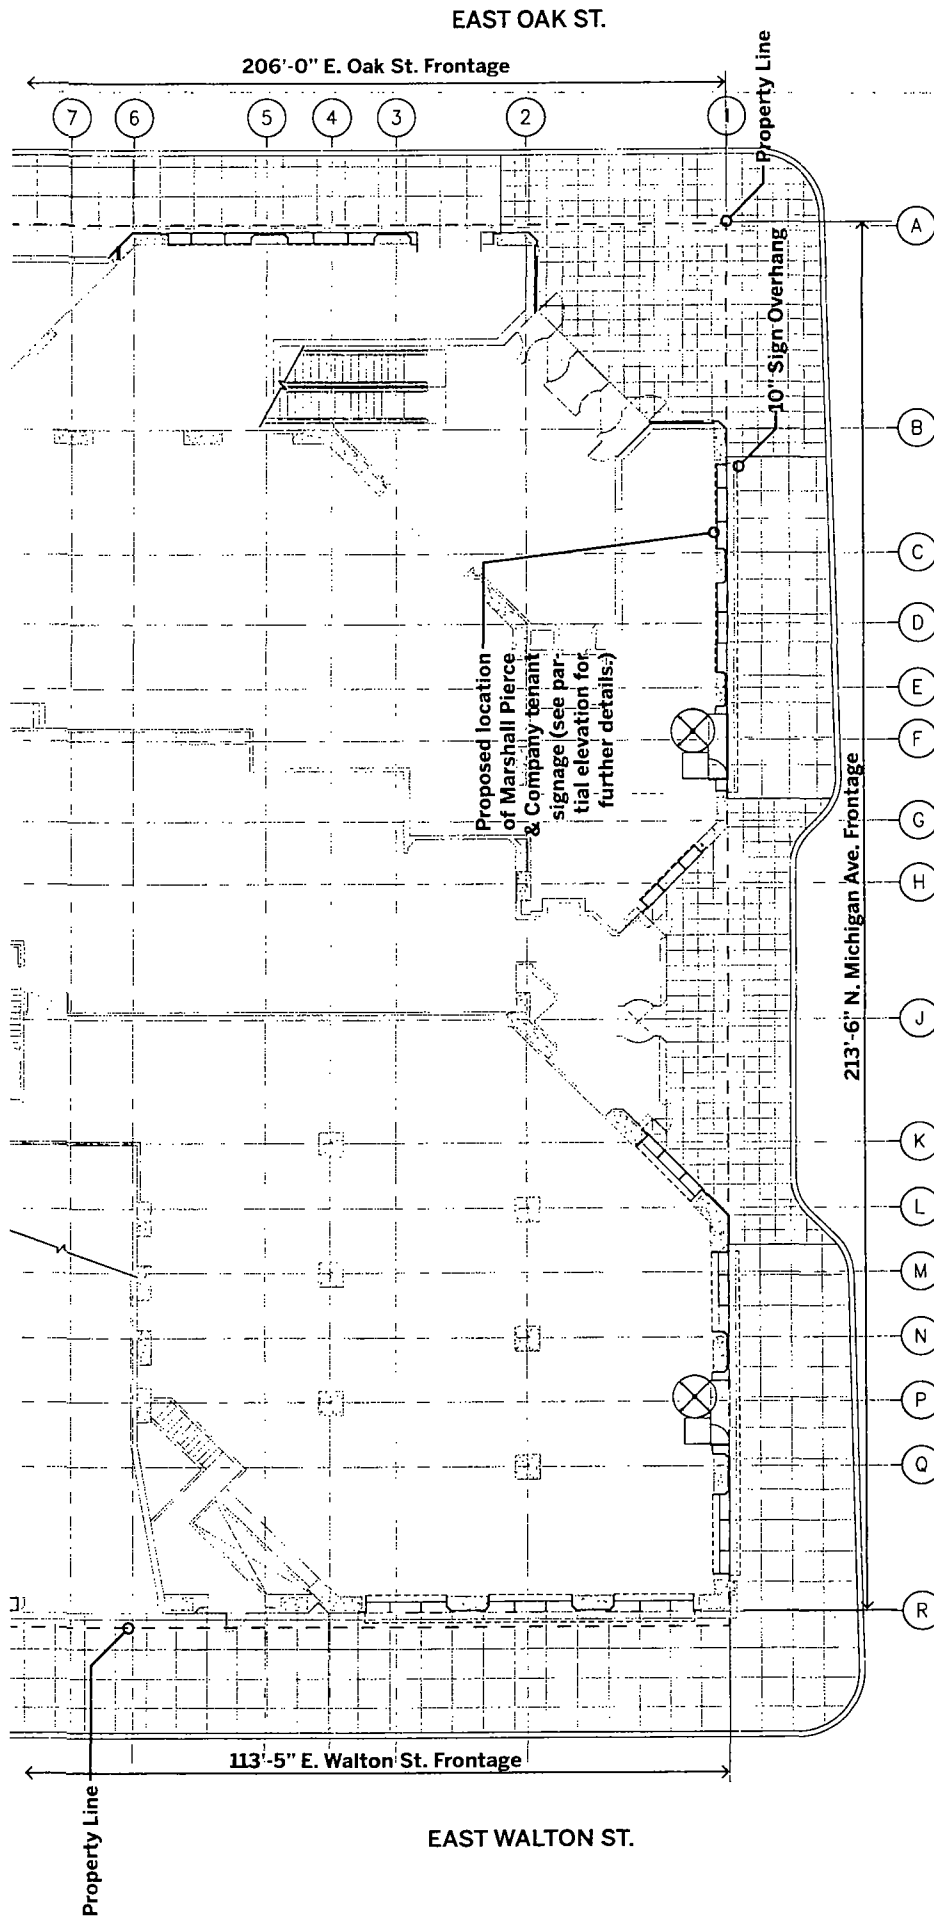 EAST OAK ST.
206'-0" E. Oak St. Frontage
Property Line
7
6
5
4
3
2
1
A
10" Sign Overhang
B
C
D
E
F
G
H
J
K
L
M
N
P
Q
R
Proposed location
of Marshall Pierce
& Company tenant
signage (see par-
tial elevation for
further details.)
213'-6" N. Michigan Ave. Frontage
113'-5" E. Walton St. Frontage
Property Line
EAST WALTON ST.